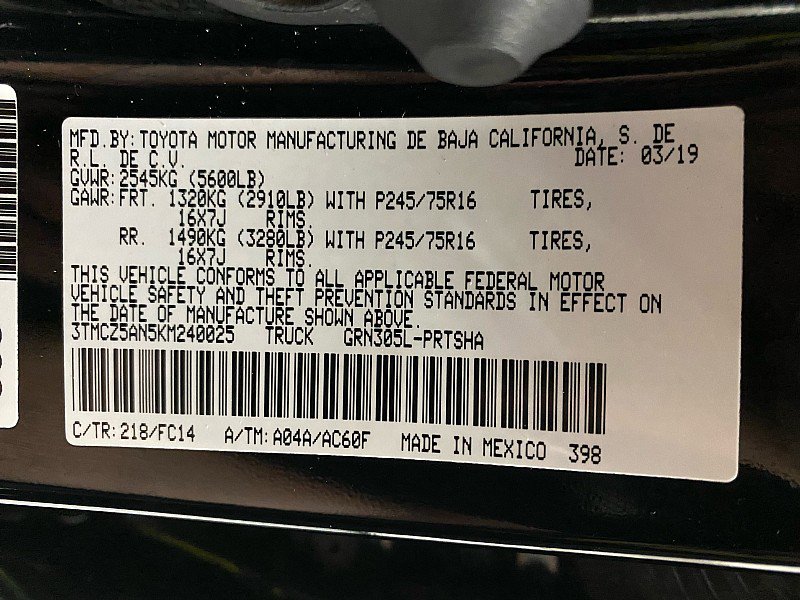 MFD.BY:TOYOTA MOTOR MANUFACTURING DE BAJA CALIFORNIA, S. DE
R.L. DE C.V. DATE: 03/19
GVWR:2545KG (5600LB)
GAWR:FRT. 1320KG (2910LB) WITH P245/75R16 TIRES,
16X7J RIMS.
RR. 1490KG (3280LB) WITH P245/75R16 TIRES,
16X7J RIMS.
THIS VEHICLE CONFORMS TO ALL APPLICABLE FEDERAL MOTOR
VEHICLE SAFETY AND THEFT PREVENTION STANDARDS IN EFFECT ON
THE DATE OF MANUFACTURE SHOWN ABOVE.
3TMCZ5AN5KM240025 TRUCK GRN305L-PRTSHA
C/TR:218/FC14 A/TM:A04A/AC60F MADE IN MEXICO 398